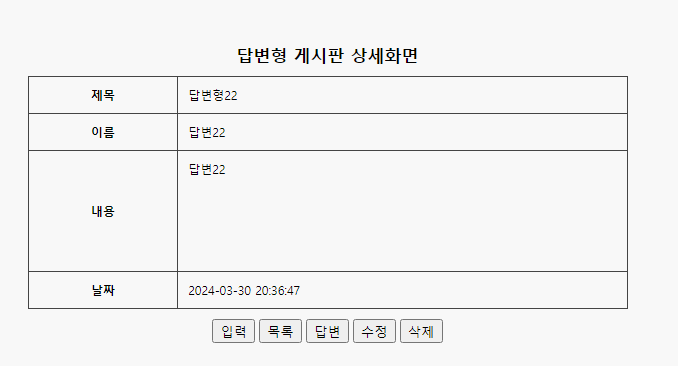 답변형 게시판 상세화면
제목 답변형22
이름 답변22
내용 답변22
날짜 2024-03-30 20:36:47
입력 목록 답변 수정 삭제